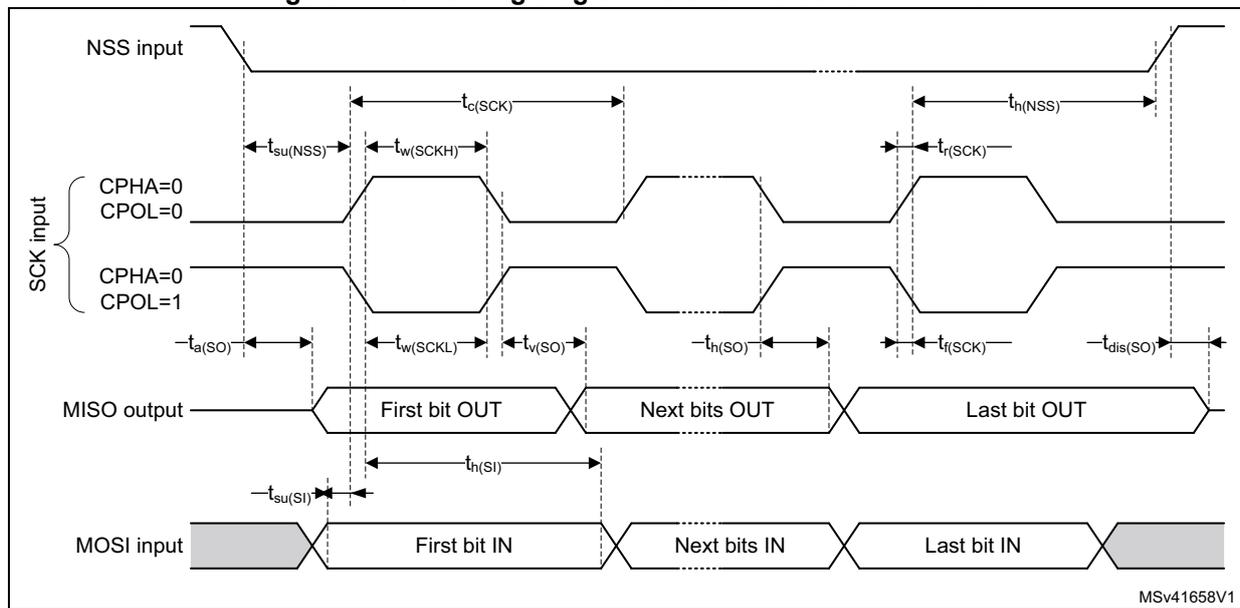 NSS input
tc(SCK)
th(NSS)
tsu(NSS)
tw(SCKH)
tr(SCK)
SCK input
CPHA=0
CPOL=0
CPHA=0
CPOL=1
ta(SO)
tw(SCKL)
tv(SO)
th(SO)
tf(SCK)
tdis(SO)
MISO output
First bit OUT
Next bits OUT
Last bit OUT
th(SI)
tsu(SI)
MOSI input
First bit IN
Next bits IN
Last bit IN
MSv41658V1